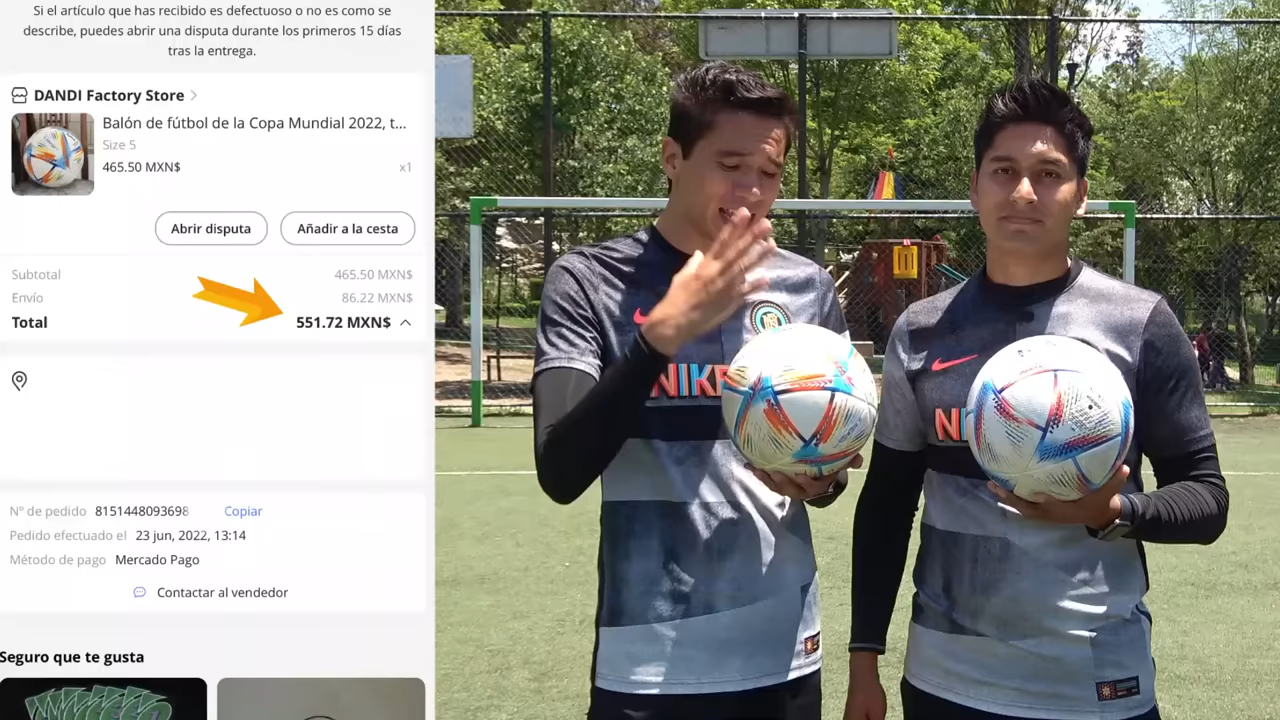 Si el artículo que has recibido es defectuoso o no es como se
describe, puedes abrir una disputa durante los primeros 15 días
tras la entrega.
DANDI Factory Store
Balón de fútbol de la Copa Mundial 2022, t...
Size 5
465.50 MXN$ x1
Abrir disputa Añadir a la cesta
Subtotal 465.50 MXN$
Envío 86.22 MXN$
Total 551.72 MXN$
Nº de pedido 8151448093698 Copiar
Pedido efectuado el 23 jun, 2022, 13:14
Método de pago Mercado Pago
Contactar al vendedor
Seguro que te gusta
NIKE
NI